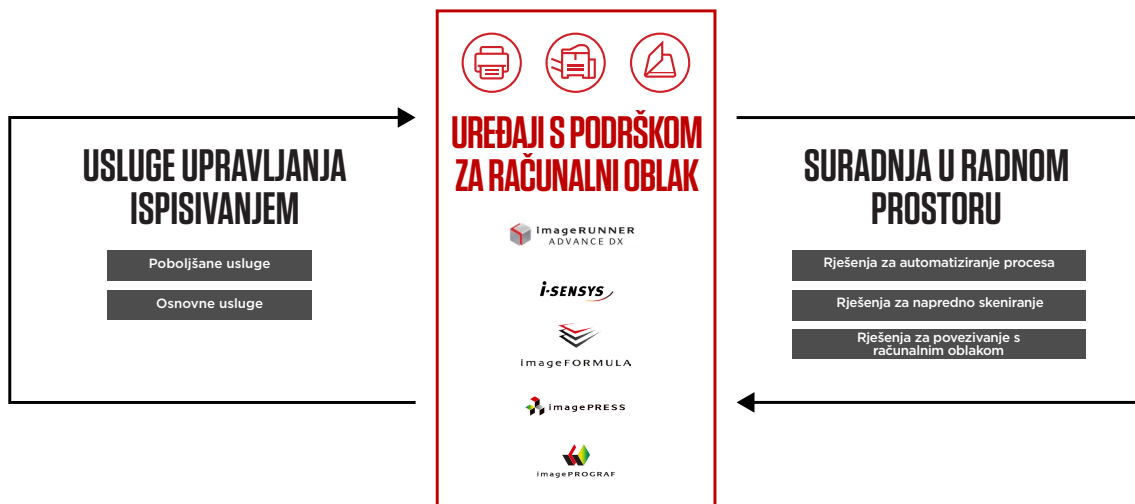 USLUGE UPRAVLJANJA
ISPISIVANJEM
Poboljšane usluge
Osnovne usluge
UREĐAJI S PODRŠKOM
ZA RAČUNALNI OBLAK
imageRUNNER
ADVANCE DX
i-SENSYS
imageFORMULA
imagePRESS
imagePROGRAF
SURADNJA U RADNOM
PROSTORU
Rješenja za automatiziranje procesa
Rješenja za napredno skeniranje
Rješenja za povezivanje s
računalnim oblakom